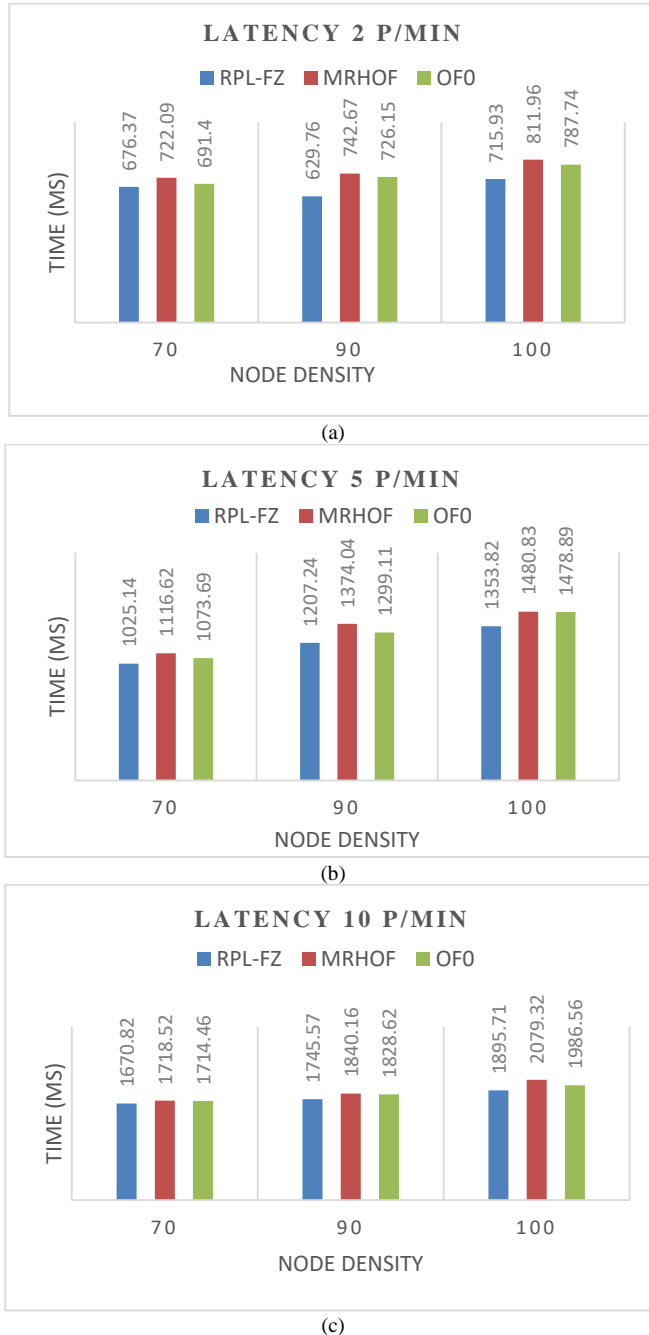 LATENCY 2 P/MIN
RPL-FZ MRHOF OF0
676.37 722.09 691.4 629.76 742.67 726.15 715.93 811.96 787.74
TIME (MS)
70 90 100
NODE DENSITY
(a)
LATENCY 5 P/MIN
RPL-FZ MRHOF OF0
1025.14 1116.62 1073.69 1207.24 1374.04 1299.11 1353.82 1480.83 1478.89
TIME (MS)
70 90 100
NODE DENSITY
(b)
LATENCY 10 P/MIN
RPL-FZ MRHOF OF0
1670.82 1718.52 1714.46 1745.57 1840.16 1828.62 1895.71 2079.32 1986.56
TIME (MS)
70 90 100
NODE DENSITY
(c)